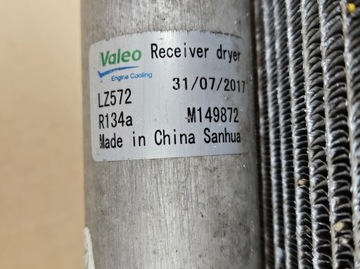 Valeo Receiver dryer
Engine Cooling
31/07/2017
LZ572
R134a M149872
Made in China Sanhua